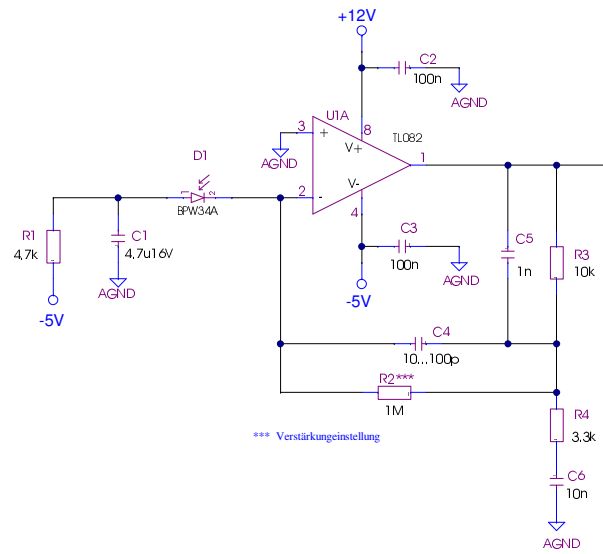 +12V
C2
100n
AGND
U1A
3
+
8
V+
TL082
1
AGND
D1
1
2
BPW34A
2
-
V-
4
R1
4,7k
C1
4,7u16V
AGND
-5V
C3
100n
AGND
-5V
C5
1n
R3
10k
C4
10...100p
R2***
1M
*** Verstärkungeinstellung
R4
3.3k
C6
10n
AGND